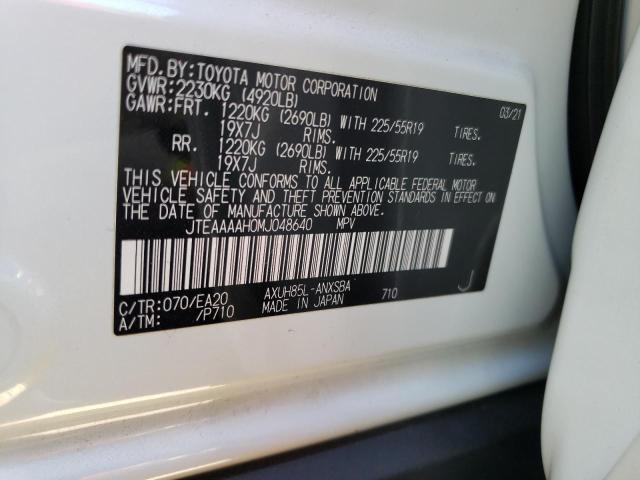 MFD.BY:TOYOTA MOTOR CORPORATION 03/21
GVWR:2230KG (4920LB)
GAWR:FRT. 1220KG (2690LB) WITH 225/55R19 TIRES.
19X7J RIMS.
RR. 1220KG (2690LB) WITH 225/55R19 TIRES.
19X7J RIMS.
THIS VEHICLE CONFORMS TO ALL APPLICABLE FEDERAL MOTOR
VEHICLE SAFETY AND THEFT PREVENTION STANDARDS IN EFFECT ON
THE DATE OF MANUFACTURE SHOWN ABOVE.
JTEAAAAH0MJ048640 MPV
C/TR:070/EA20 AXUH85L-ANXSBA 710 J
A/TM: /P710 MADE IN JAPAN